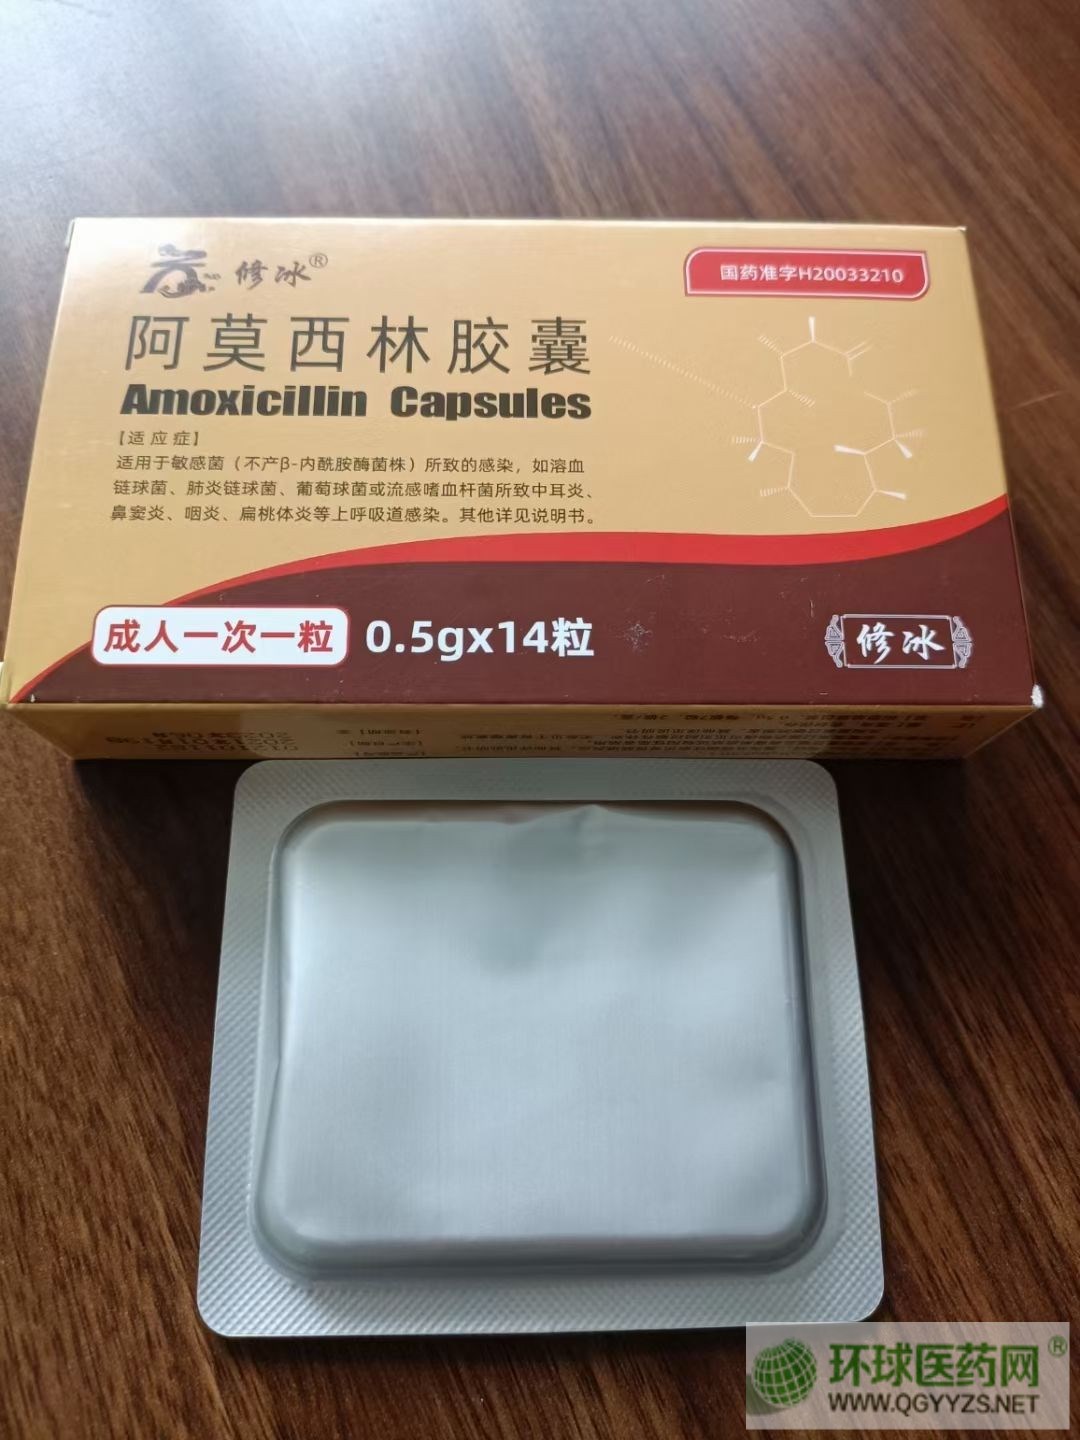 修冰®
国药准字H20033210
阿莫西林胶囊
Amoxicillin Capsules
【适应症】
适用于敏感菌（不产β-内酰胺酶菌株）所致的感染，如溶血
链球菌、肺炎链球菌、葡萄球菌或流感嗜血杆菌所致中耳炎、
鼻窦炎、咽炎、扁桃体炎等上呼吸道感染。其他详见说明书。
成人一次一粒
0.5gx14粒
修冰
环球医药网®
WWW.QGYYZS.NET